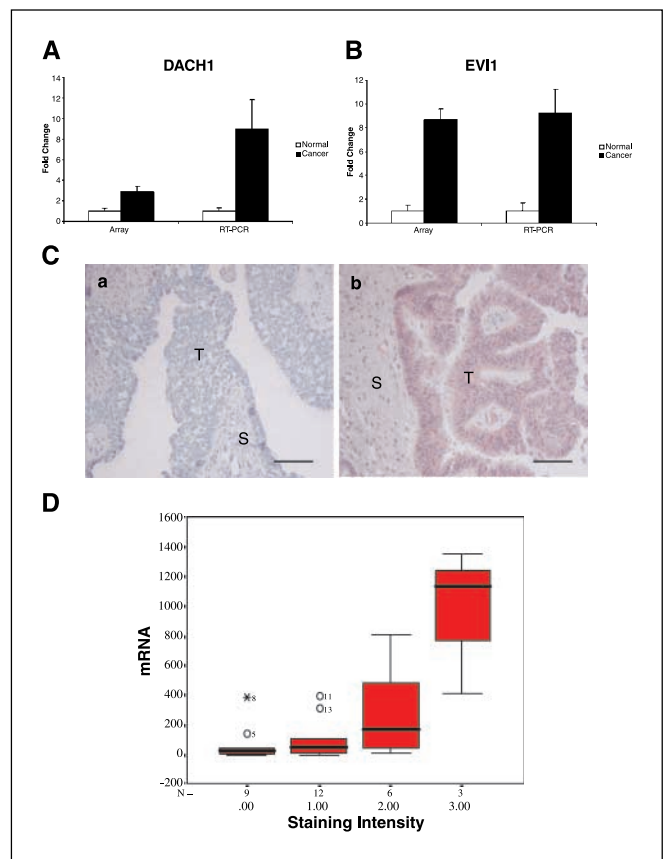 A
DACH1
14
12
10
8
6
4
2
0
Fold Change
Array
RT-PCR
Normal
Cancer
B
EVI1
12
10
8
6
4
2
0
Fold Change
Array
RT-PCR
Normal
Cancer
C
a
T
S
b
S
T
D
1600
1400
1200
1000
800
600
400
200
0
-200
mRNA
8
5
11
13
N = 9 12 6 3
.00 1.00 2.00 3.00
Staining Intensity